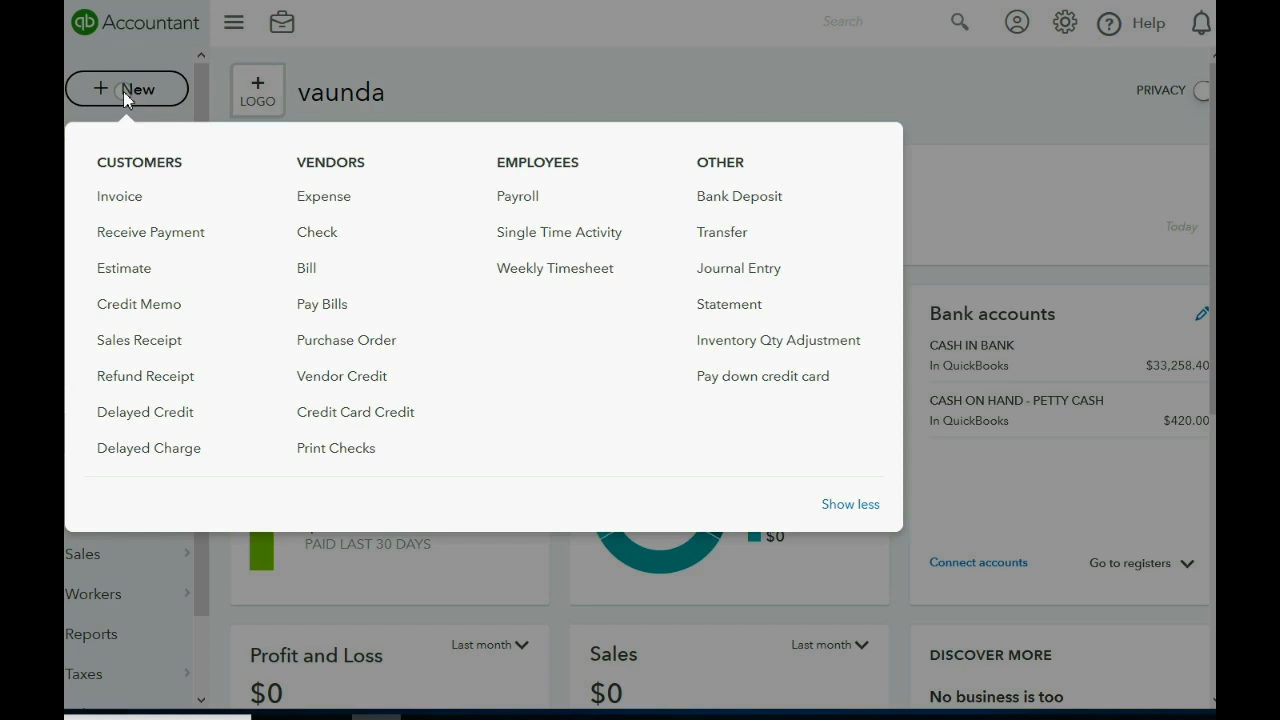 qb Accountant
Search
Help
+ New
+
LOGO
vaunda
PRIVACY
CUSTOMERS
Invoice
Receive Payment
Estimate
Credit Memo
Sales Receipt
Refund Receipt
Delayed Credit
Delayed Charge
VENDORS
Expense
Check
Bill
Pay Bills
Purchase Order
Vendor Credit
Credit Card Credit
Print Checks
EMPLOYEES
Payroll
Single Time Activity
Weekly Timesheet
OTHER
Bank Deposit
Transfer
Journal Entry
Statement
Inventory Qty Adjustment
Pay down credit card
Show less
Today
Bank accounts
CASH IN BANK
In QuickBooks $33,258.40
CASH ON HAND - PETTY CASH
In QuickBooks $420.00
Connect accounts
Go to registers
Sales
Workers
Reports
Taxes
PAID LAST 30 DAYS
$0
Profit and Loss
Last month
$0
Sales
Last month
$0
DISCOVER MORE
No business is too